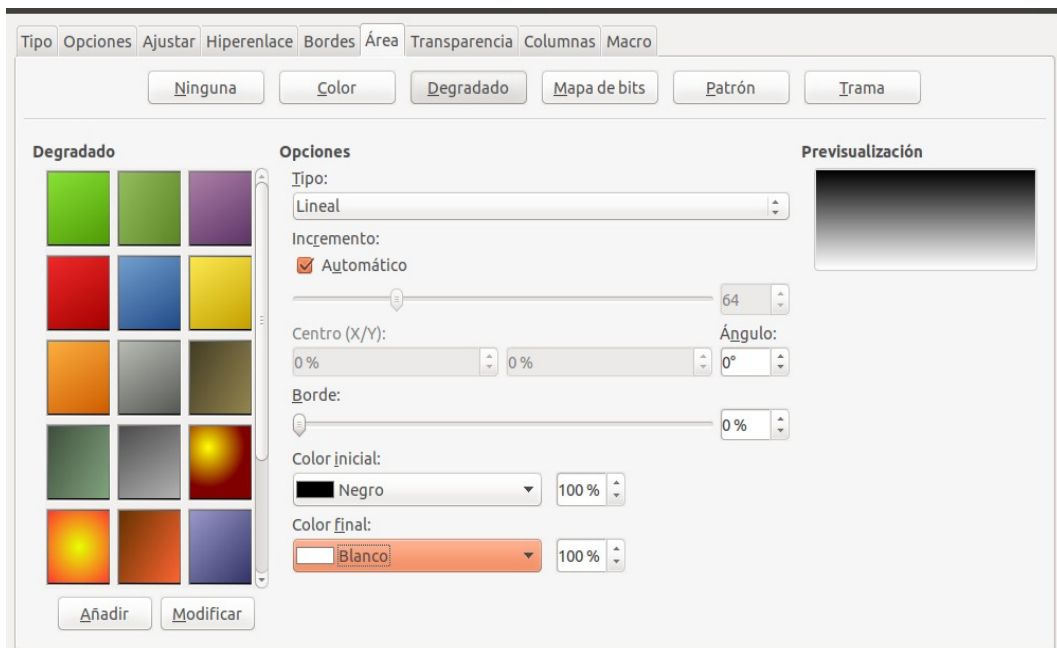 Tipo Opciones Ajustar Hiperenlace Bordes Área Transparencia Columnas Macro
Ninguna Color Degradado Mapa de bits Patrón Trama
Degradado
Opciones
Previsualización
Tipo:
Lineal
Incremento:
Automático
64
Centro (X/Y):
Ángulo:
0 % 0 % 0°
Borde:
0 %
Color inicial:
Negro 100 %
Color final:
Blanco 100 %
Añadir Modificar